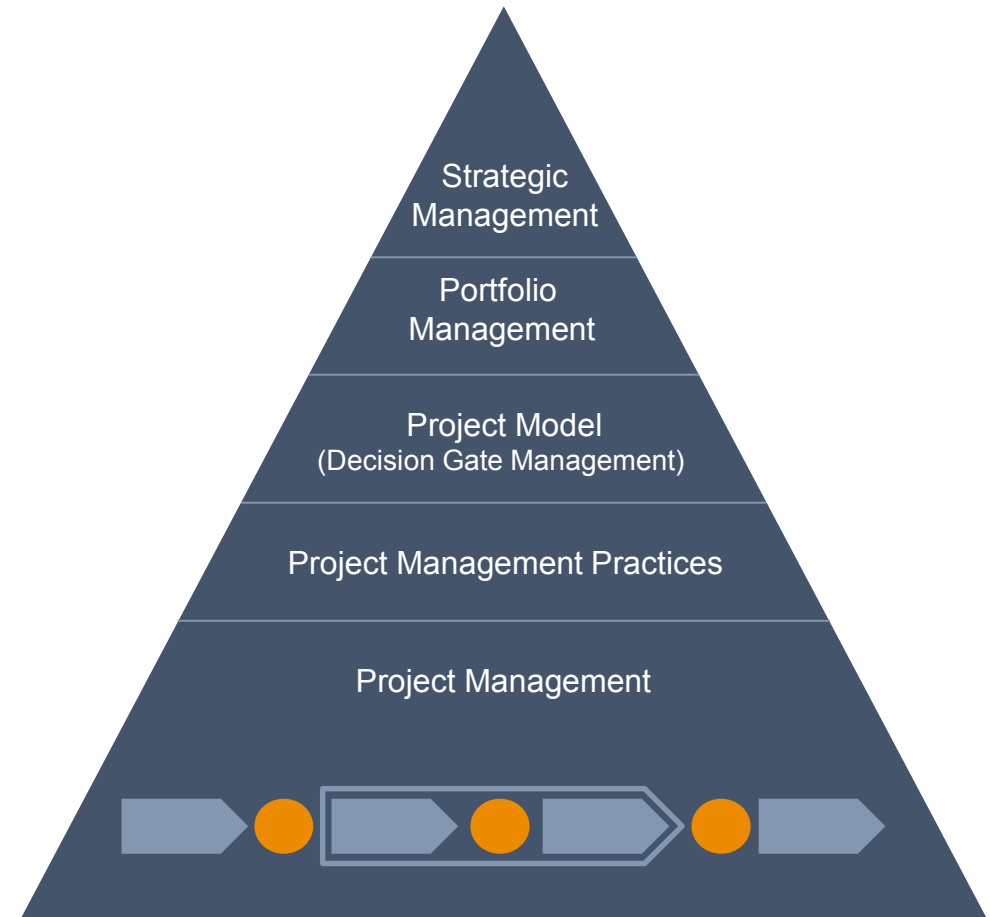 Strategic
Management
Portfolio
Management
Project Model
(Decision Gate Management)
Project Management Practices
Project Management